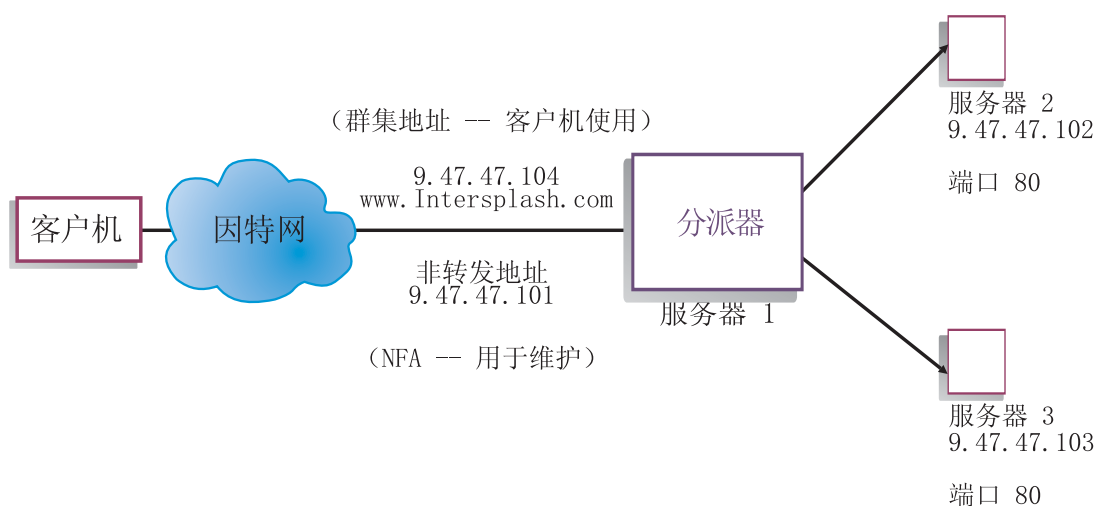 （群集地址 -- 客户机使用）
9.47.47.104
www.Intersplash.com
客户机
因特网
分派器
非转发地址
9.47.47.101
服务器 1
（NFA -- 用于维护）
服务器 2
9.47.47.102
端口 80
服务器 3
9.47.47.103
端口 80